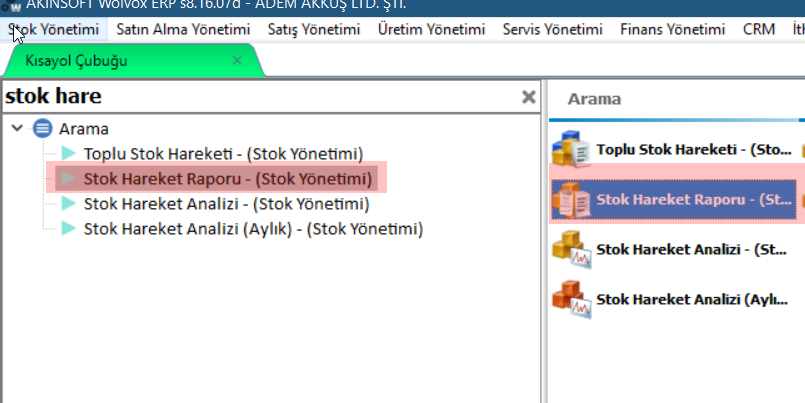 AKINSOFT Wolvox ERP s8.16.07d - ADEM AKKUŞ LTD. ŞTİ.
Stok Yönetimi Satın Alma Yönetimi Satış Yönetimi Üretim Yönetimi Servis Yönetimi Finans Yönetimi CRM İth
Kısayol Çubuğu
stok hare
Arama
Toplu Stok Hareketi - (Stok Yönetimi)
Stok Hareket Raporu - (Stok Yönetimi)
Stok Hareket Analizi - (Stok Yönetimi)
Stok Hareket Analizi (Aylık) - (Stok Yönetimi)
Arama
Toplu Stok Hareketi - (Sto...
Stok Hareket Raporu - (St...
Stok Hareket Analizi - (St...
Stok Hareket Analizi (Aylı...